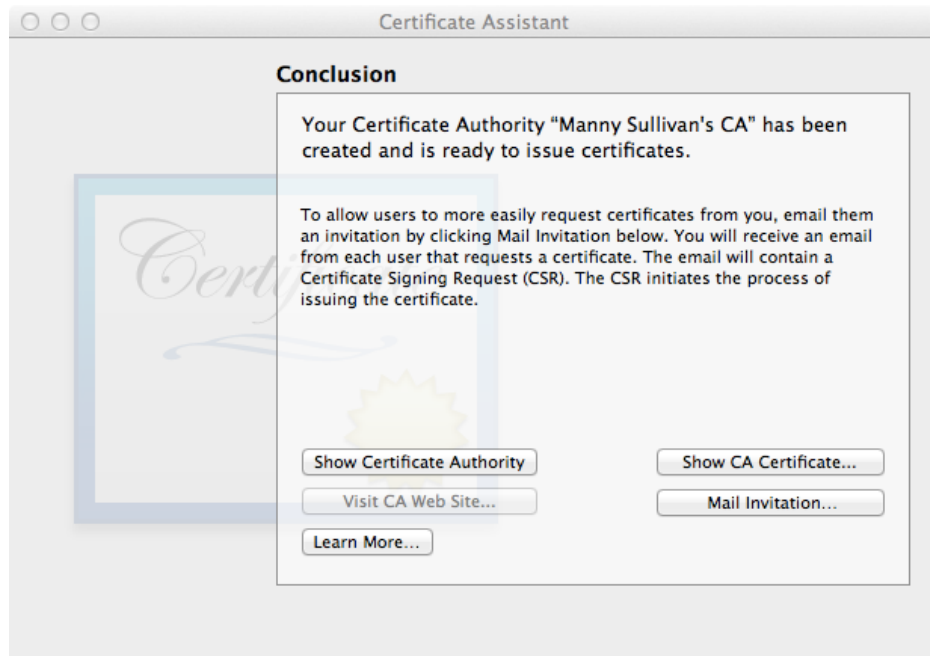 Certificate Assistant
Conclusion
Your Certificate Authority “Manny Sullivan's CA” has been
created and is ready to issue certificates.
To allow users to more easily request certificates from you, email them
an invitation by clicking Mail Invitation below. You will receive an email
from each user that requests a certificate. The email will contain a
Certificate Signing Request (CSR). The CSR initiates the process of
issuing the certificate.
Certificate
Show Certificate Authority
Show CA Certificate...
Visit CA Web Site...
Mail Invitation...
Learn More...